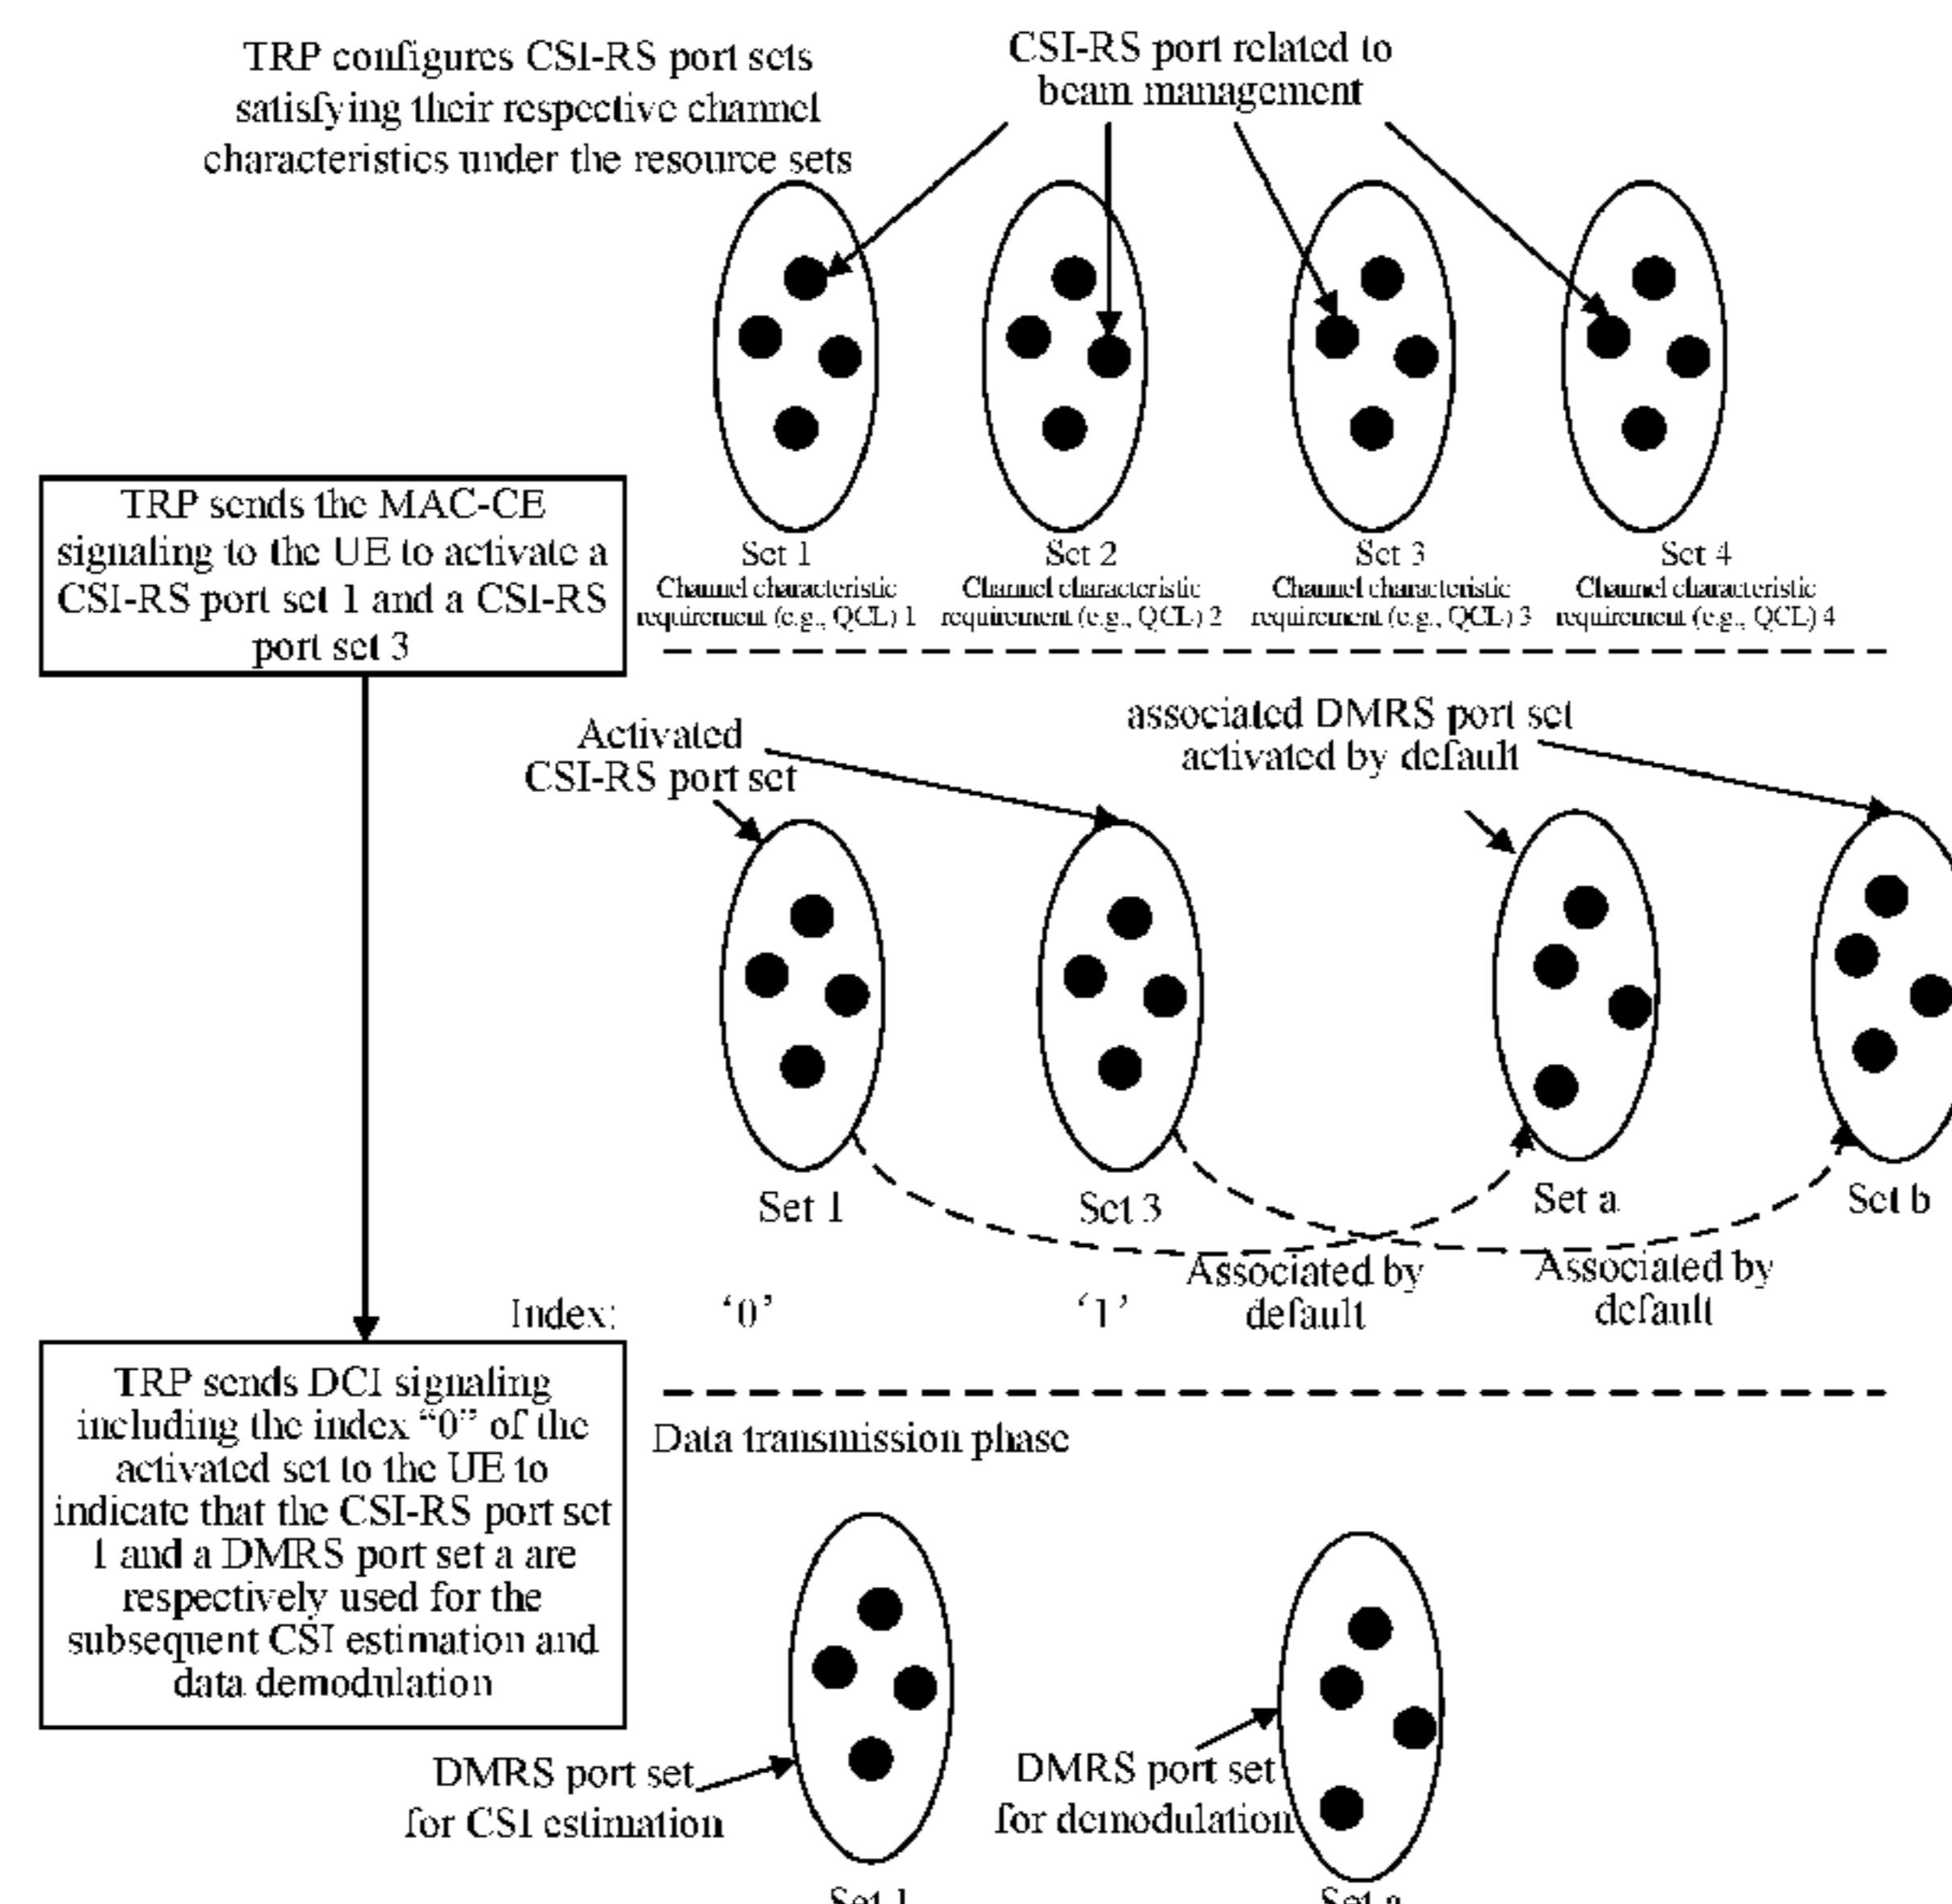 TRP configures CSI-RS port sets
satisfying their respective channel
characteristics under the resource sets
CSI-RS port related to
beam management
TRP sends the MAC-CE
signaling to the UE to activate a
CSI-RS port set 1 and a CSI-RS
port set 3
Set 1
Channel characteristic
requirement (e.g., QCL) 1
Set 2
Channel characteristic
requirement (e.g., QCL) 2
Set 3
Channel characteristic
requirement (e.g., QCL) 3
Set 4
Channel characteristic
requirement (e.g., QCL) 4
Activated
CSI-RS port set
associated DMRS port set
activated by default
Set 1
Set 3
Set a
Set b
Associated by
default
Associated by
default
Index: ‘0’ ‘1’
TRP sends DCI signaling
including the index “0” of the
activated set to the UE to
indicate that the CSI-RS port set
1 and a DMRS port set a are
respectively used for the
subsequent CSI estimation and
data demodulation
Data transmission phase
DMRS port set
for CSI estimation
DMRS port set
for demodulation
Set 1
Set a